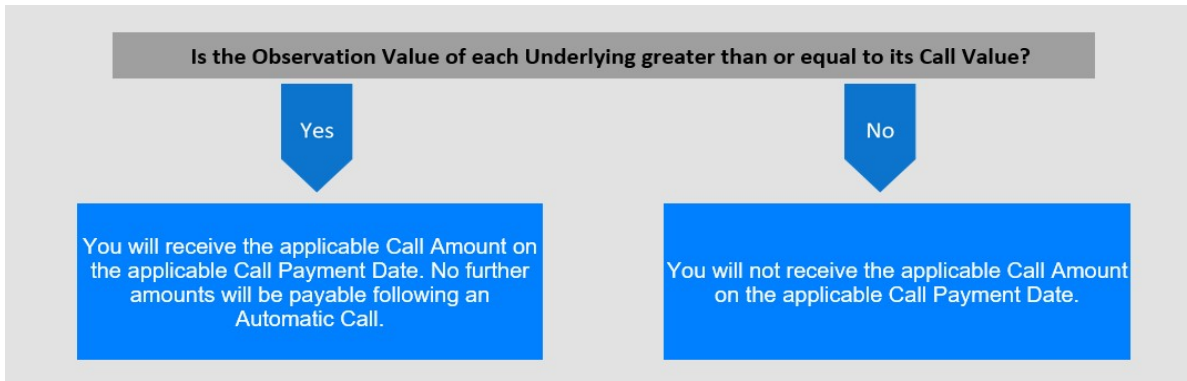 Is the Observation Value of each Underlying greater than or equal to its Call Value?
Yes
No
You will receive the applicable Call Amount on
the applicable Call Payment Date. No further
amounts will be payable following an
Automatic Call.
You will not receive the applicable Call Amount
on the applicable Call Payment Date.